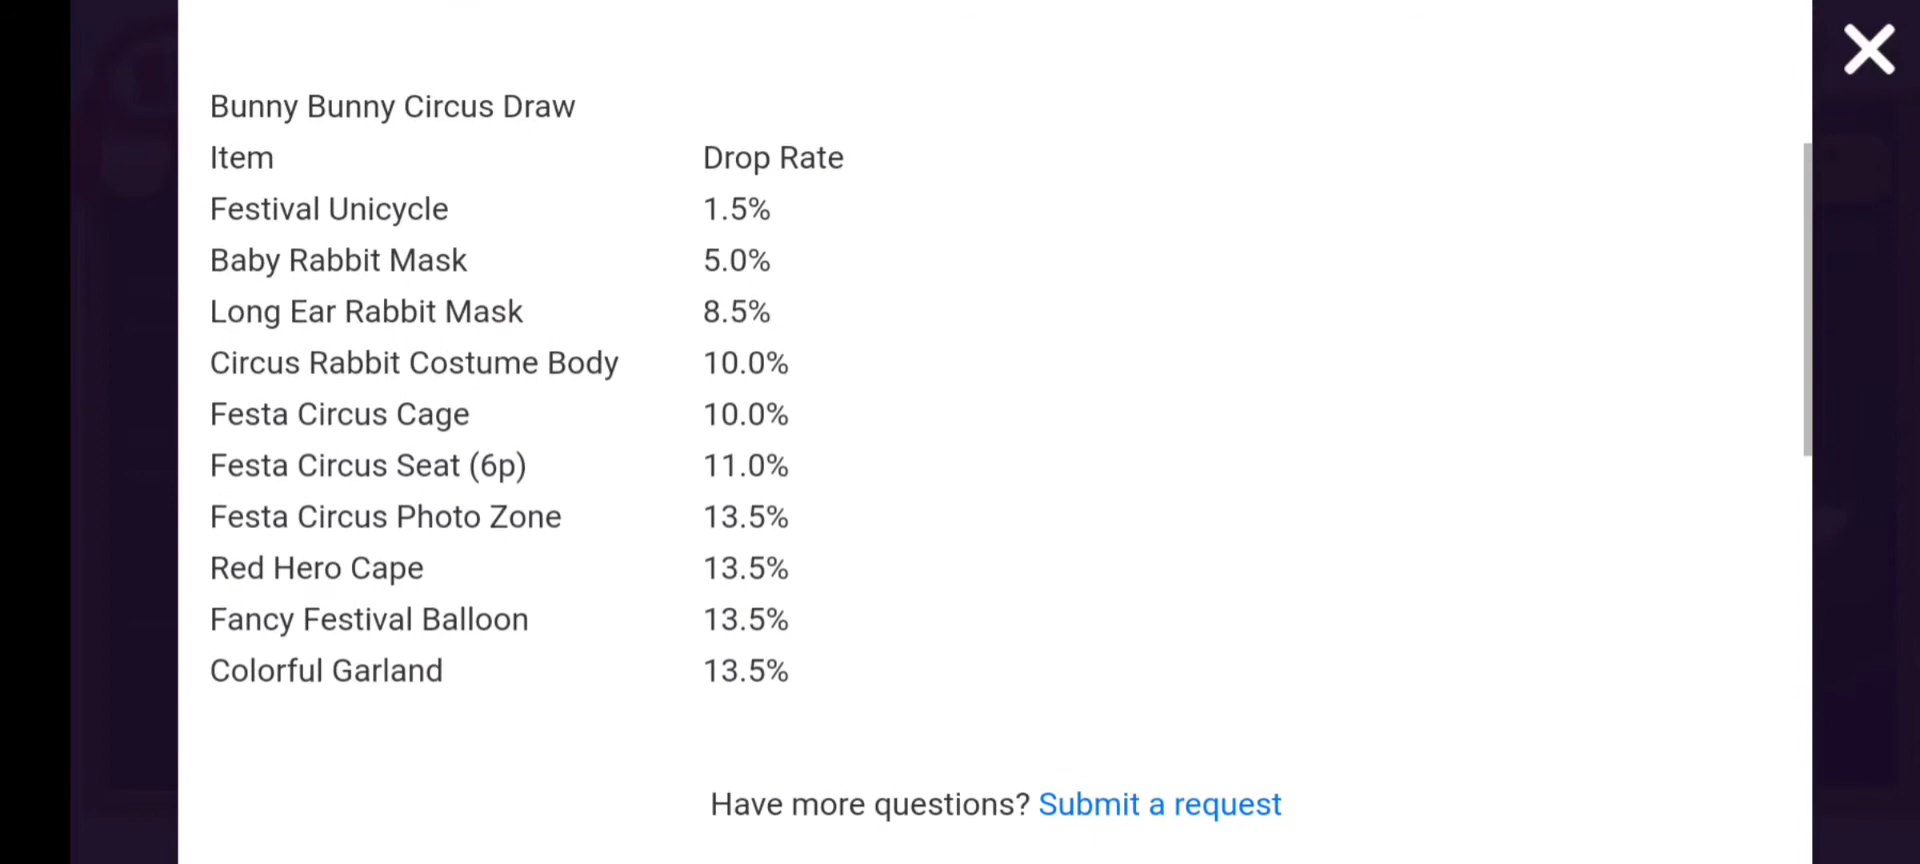 Bunny Bunny Circus Draw
Item Drop Rate
Festival Unicycle 1.5%
Baby Rabbit Mask 5.0%
Long Ear Rabbit Mask 8.5%
Circus Rabbit Costume Body 10.0%
Festa Circus Cage 10.0%
Festa Circus Seat (6p) 11.0%
Festa Circus Photo Zone 13.5%
Red Hero Cape 13.5%
Fancy Festival Balloon 13.5%
Colorful Garland 13.5%
Have more questions? Submit a request